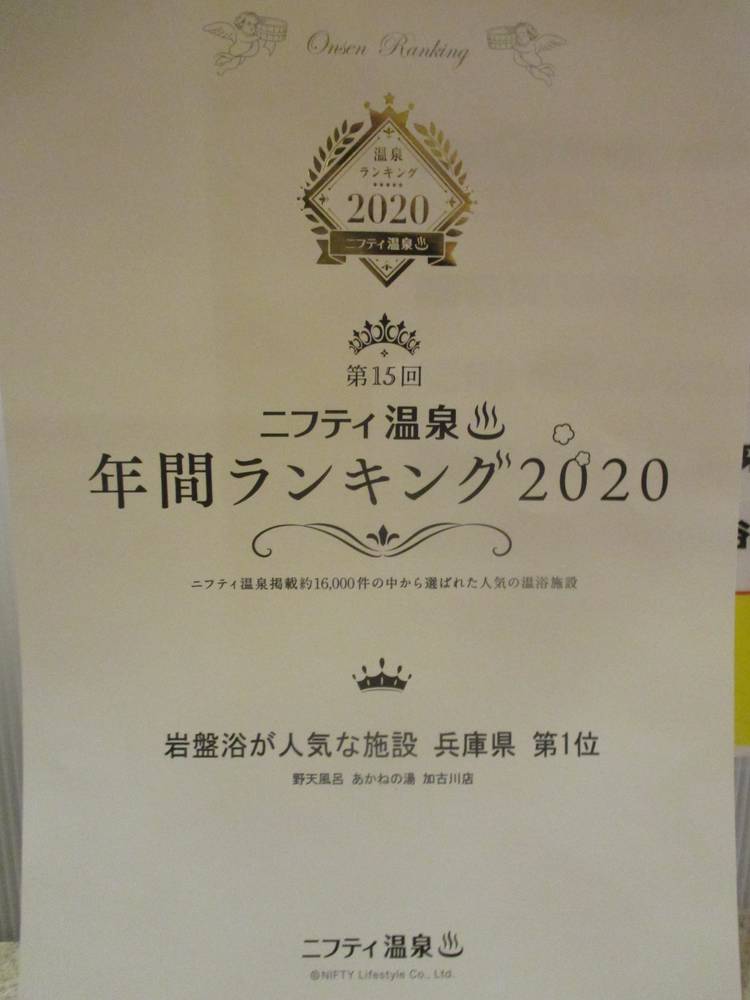 Onsen Ranking
温泉
ランキング
2020
ニフティ温泉
第15回
ニフティ温泉
年間ランキング2020
ニフティ温泉掲載約16,000件の中から選ばれた人気の温浴施設
岩盤浴が人気な施設 兵庫県 第1位
野天風呂 あかねの湯 加古川店
ニフティ温泉
©NIFTY Lifestyle Co., Ltd.